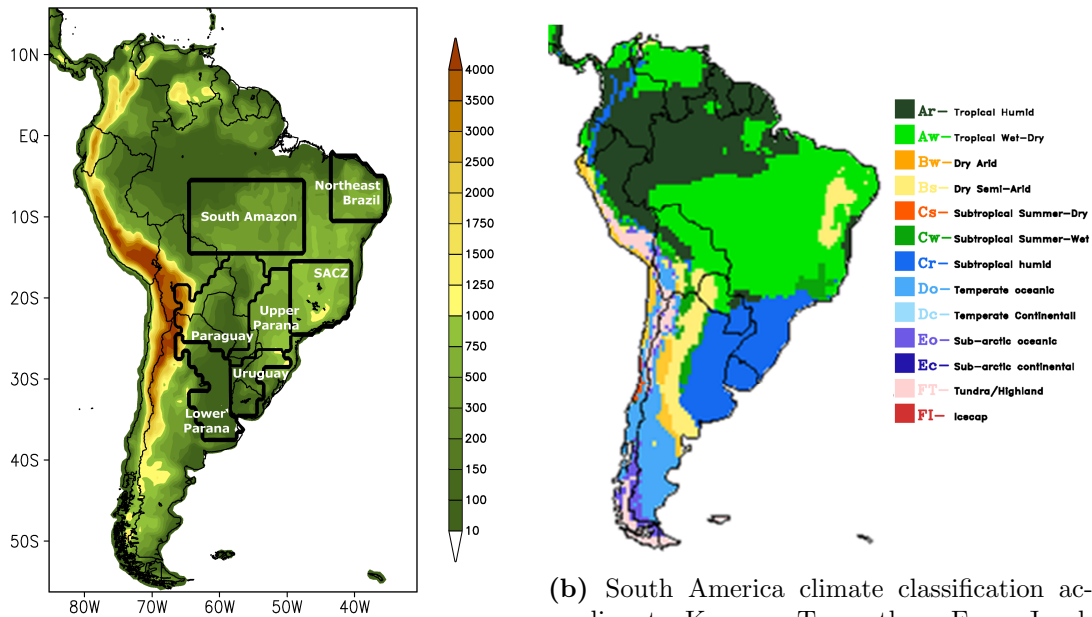 10N
EQ
10S
20S
30S
40S
50S
80W
70W
60W
50W
40W
Northeast
Brazil
South Amazon
SACZ
Upper
Parana
Paraguay
Uruguay
Lower
Parana
4000
3500
3000
2500
2000
1750
1500
1250
1000
750
500
300
200
150
100
10
Ar– Tropical Humid
Aw– Tropical Wet–Dry
Bw– Dry Arid
Bs– Dry Semi–Arid
Cs– Subtropical Summer–Dry
Cw– Subtropical Summer–Wet
Cr– Subtropical humid
Do– Temperate oceanic
Dc– Temperate Continentall
Eo– Sub–arctic oceanic
Ec– Sub–arctic continental
FT– Tundra/Highland
FI– Icecap
(b) South America climate classification ac-